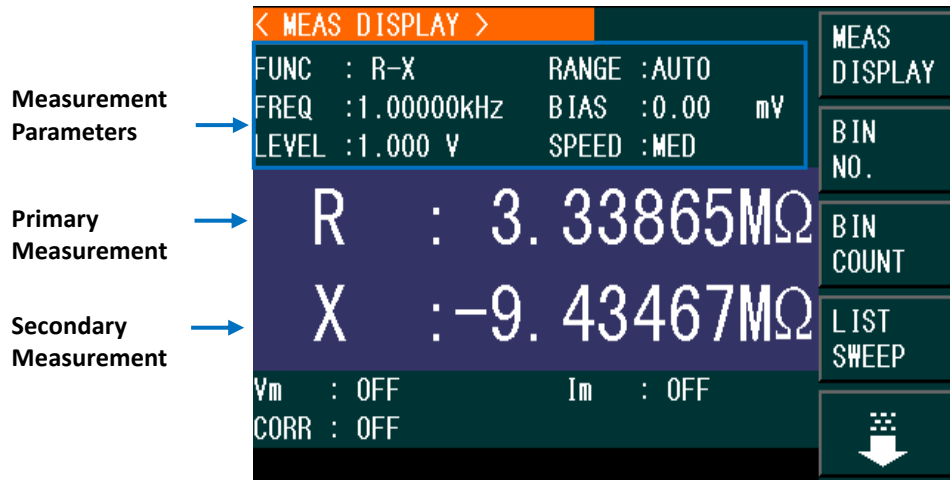 < MEAS DISPLAY >
FUNC : R-X RANGE :AUTO
FREQ :1.00000kHz BIAS :0.00 mV
LEVEL :1.000 V SPEED :MED
R : 3.33865MΩ
X :-9.43467MΩ
Vm : OFF Im : OFF
CORR : OFF
MEAS
DISPLAY
BIN
NO.
BIN
COUNT
LIST
SWEEP
Measurement
Parameters
Primary
Measurement
Secondary
Measurement